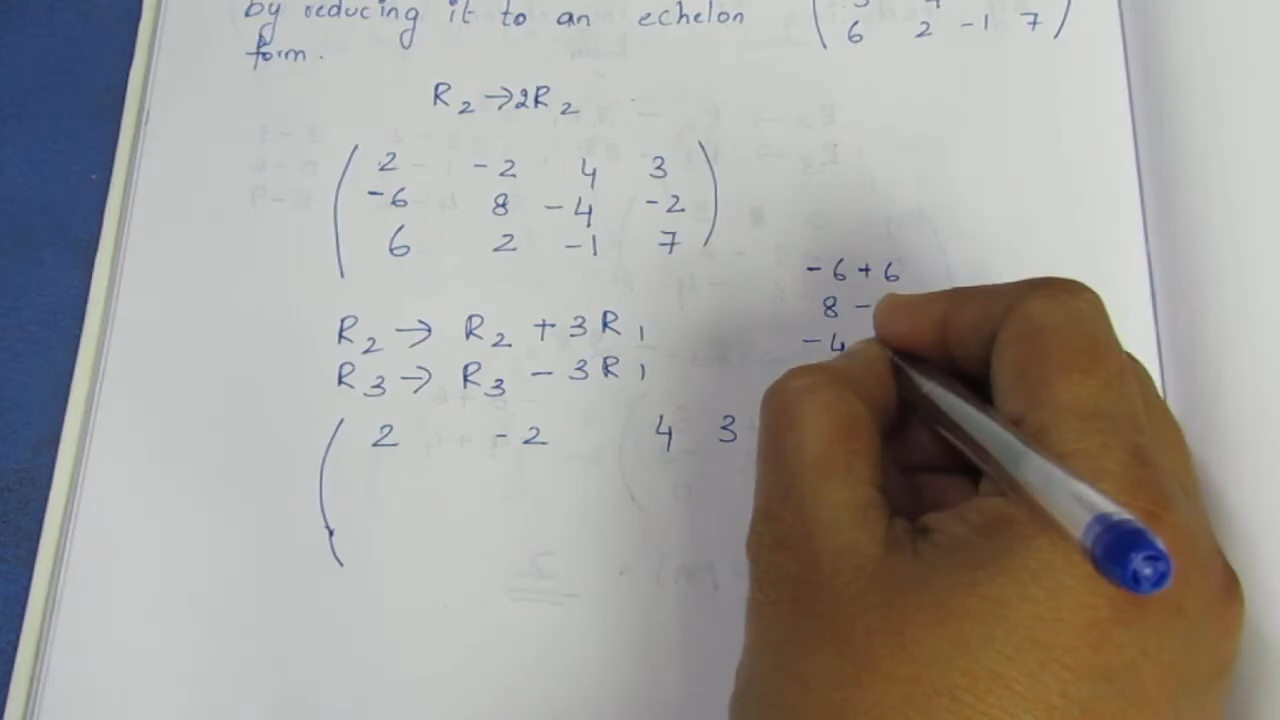 by reducing it to an echelon
form.
6 2 -1 7
R2 → 2R2
2 -2 4 3
-6 8 -4 -2
6 2 -1 7
R2 → R2 + 3R1
R3 → R3 - 3R1
2 -2 4 3
-6 + 6
8 -
-4